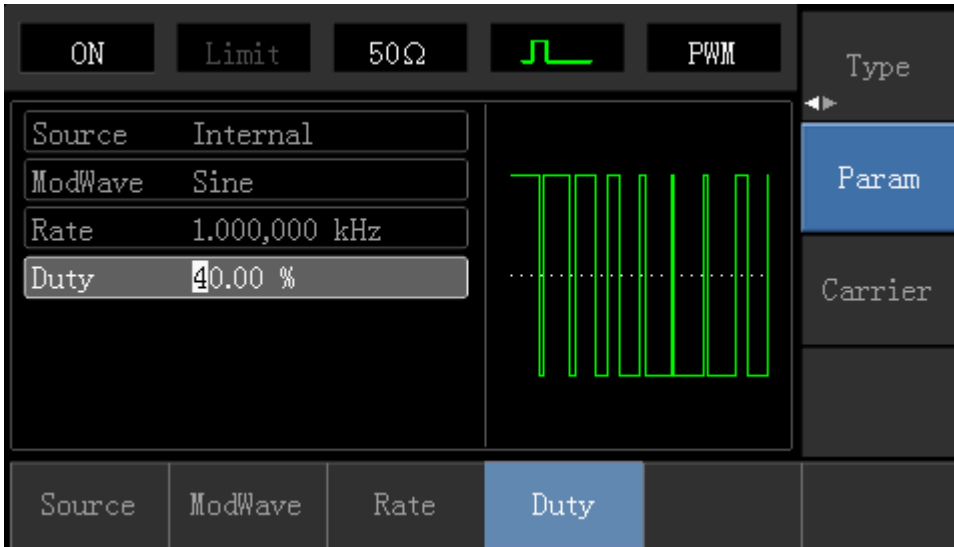 ON Limit 50Ω PWM
Type
Source Internal
ModWave Sine
Rate 1.000,000 kHz
Duty 40.00 %
Param
Carrier
Source ModWave Rate Duty